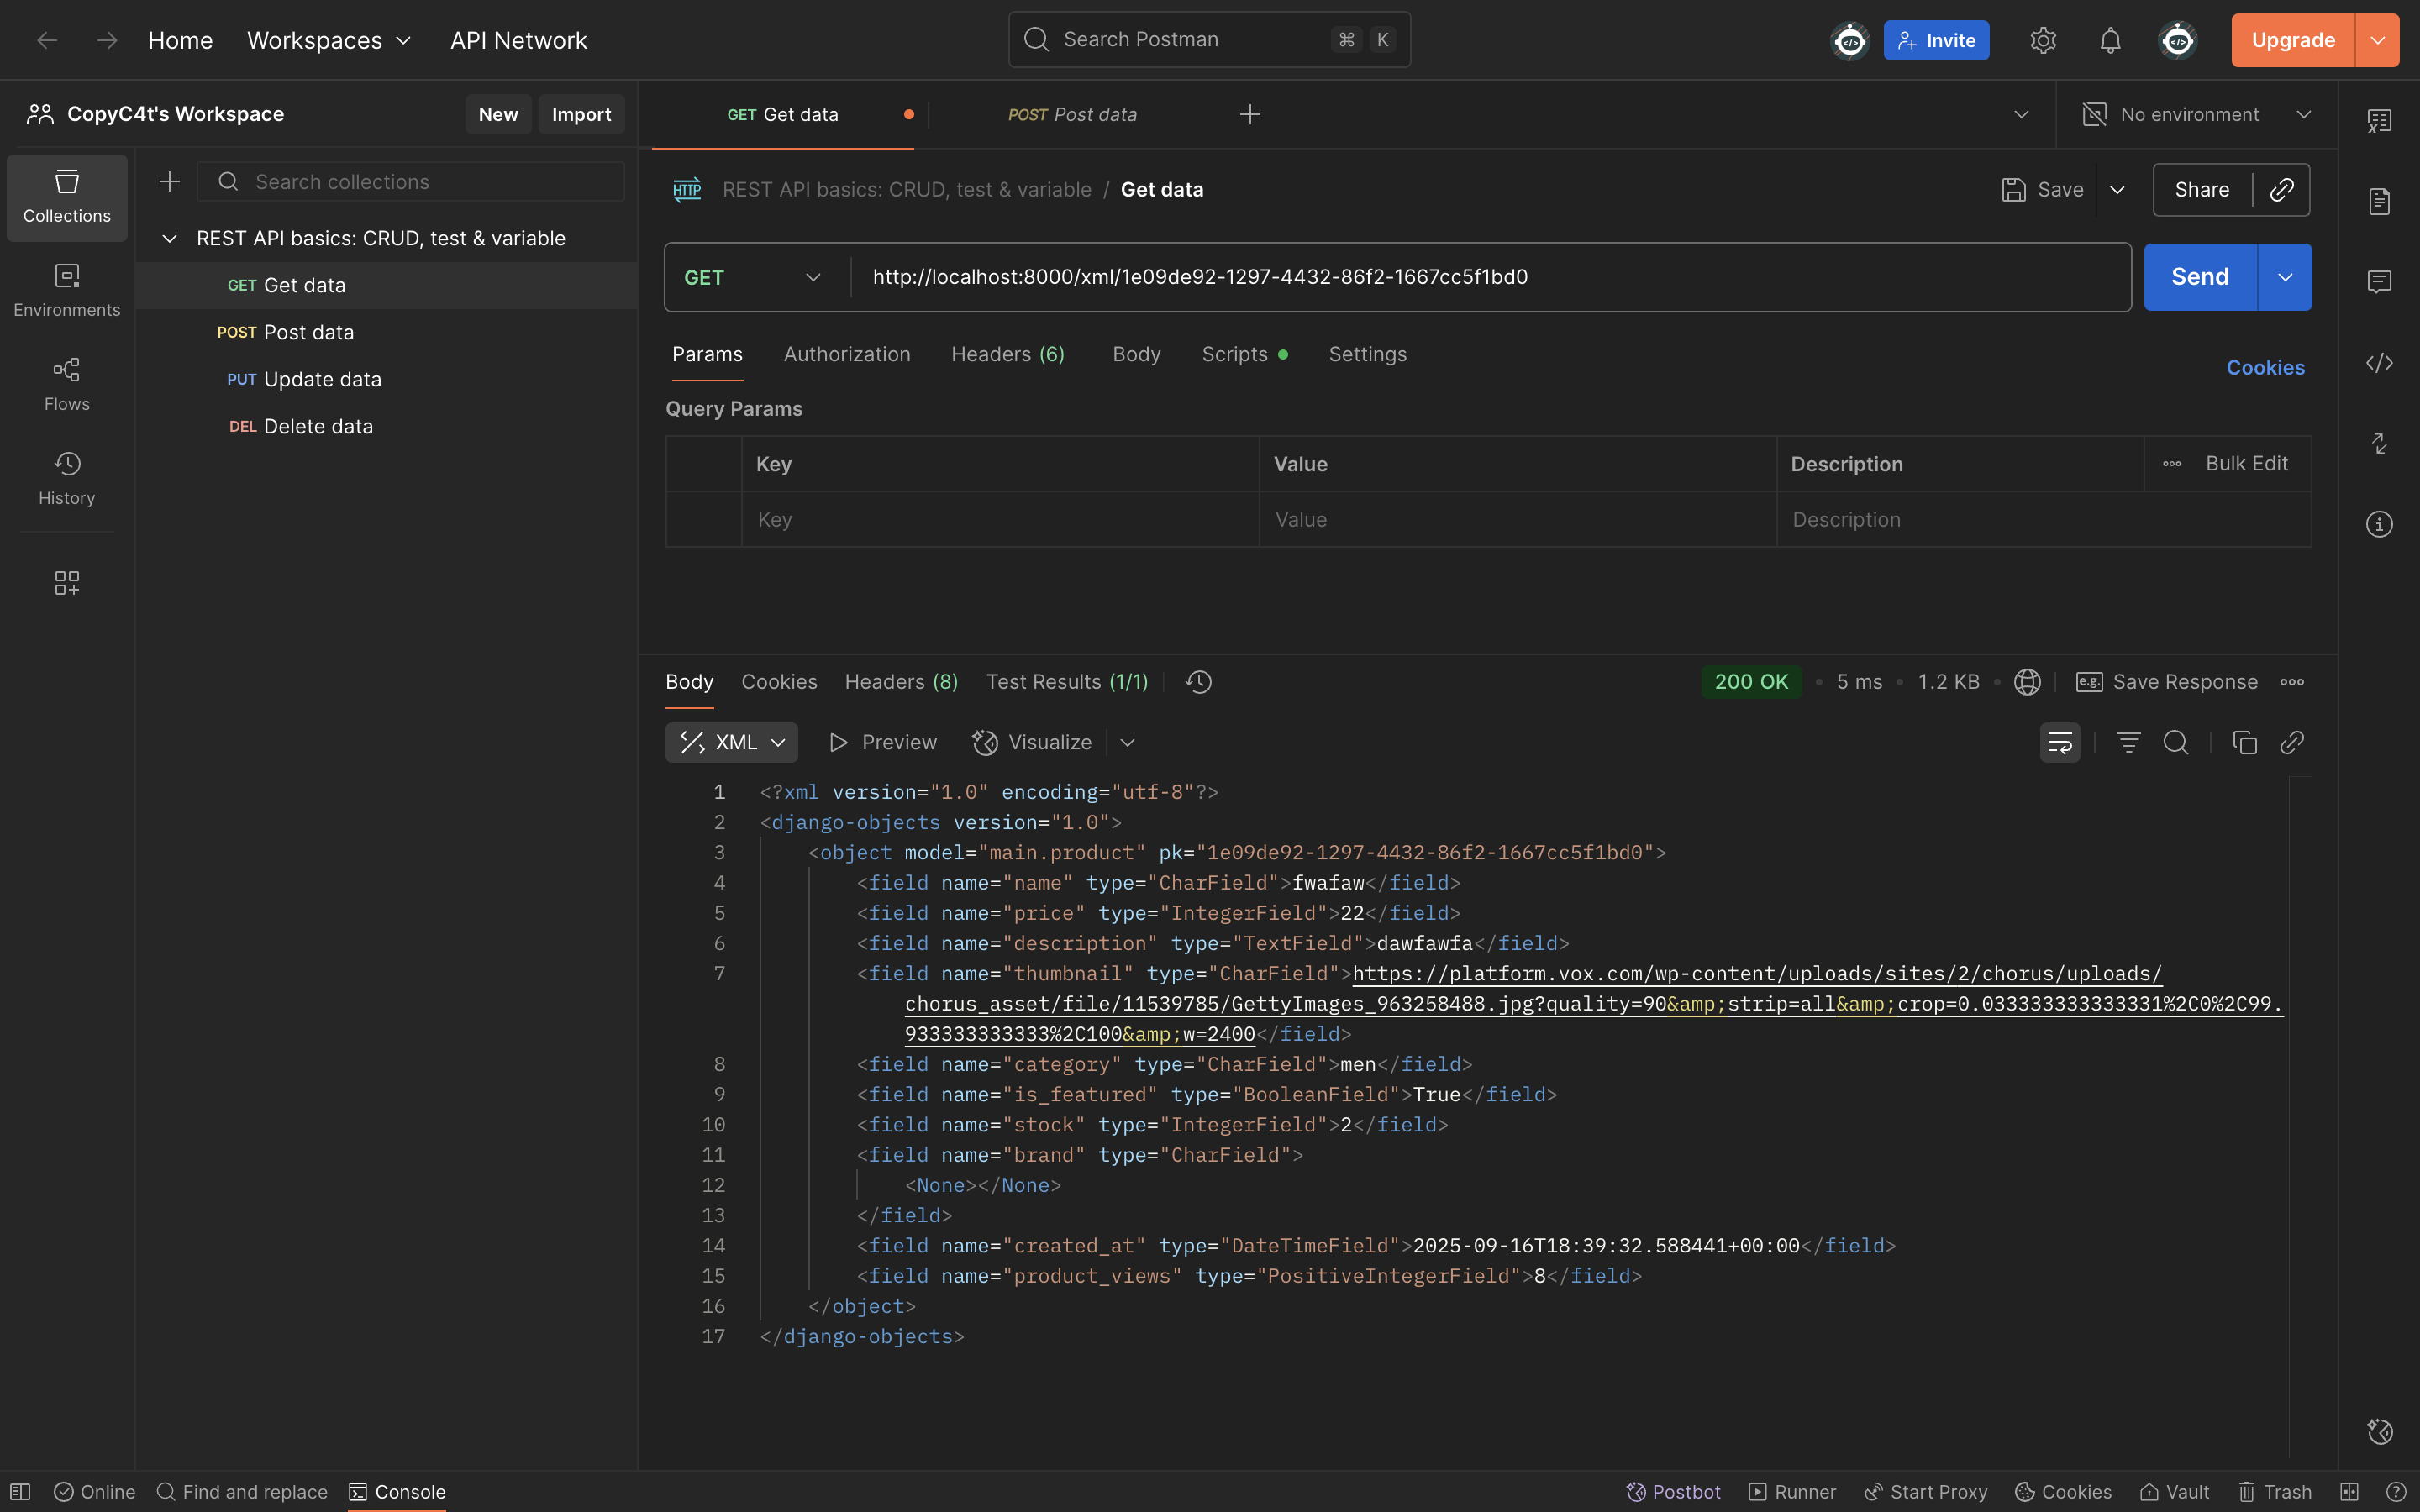 Home Workspaces API Network Search Postman ⌘ K Invite Upgrade
CopyC4t's Workspace New Import
GET Get data POST Post data No environment
Collections
Environments
Flows
History
Search collections
REST API basics: CRUD, test & variable
GET Get data
POST Post data
PUT Update data
DEL Delete data
HTTP REST API basics: CRUD, test & variable / Get data Save Share
GET http://localhost:8000/xml/1e09de92-1297-4432-86f2-1667cc5f1bd0 Send
Params Authorization Headers (6) Body Scripts Settings Cookies
Query Params
Key Value Description Bulk Edit
Key Value Description
Body Cookies Headers (8) Test Results (1/1) 200 OK • 5 ms • 1.2 KB • e.g. Save Response
XML Preview Visualize
1 <?xml version="1.0" encoding="utf-8"?>
2 <django-objects version="1.0">
3 <object model="main.product" pk="1e09de92-1297-4432-86f2-1667cc5f1bd0">
4 <field name="name" type="CharField">fwafaw</field>
5 <field name="price" type="IntegerField">22</field>
6 <field name="description" type="TextField">dawfawfa</field>
7 <field name="thumbnail" type="CharField">https://platform.vox.com/wp-content/uploads/sites/2/chorus/uploads/
chorus_asset/file/11539785/GettyImages_963258488.jpg?quality=90&amp;strip=all&amp;crop=0.033333333333331%2C0%2C99.
933333333333%2C100&amp;w=2400</field>
8 <field name="category" type="CharField">men</field>
9 <field name="is_featured" type="BooleanField">True</field>
10 <field name="stock" type="IntegerField">2</field>
11 <field name="brand" type="CharField">
12 <None></None>
13 </field>
14 <field name="created_at" type="DateTimeField">2025-09-16T18:39:32.588441+00:00</field>
15 <field name="product_views" type="PositiveIntegerField">8</field>
16 </object>
17 </django-objects>
Online Find and replace Console Postbot Runner Start Proxy Cookies Vault Trash